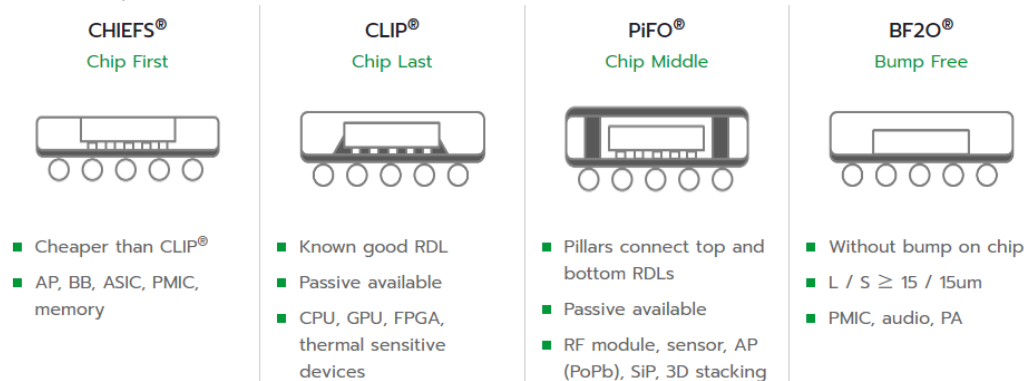 CHIEFS®
Chip First
Cheaper than CLIP®
AP, BB, ASIC, PMIC,
memory
CLIP®
Chip Last
Known good RDL
Passive available
CPU, GPU, FPGA,
thermal sensitive
devices
PiFO®
Chip Middle
Pillars connect top and
bottom RDLs
Passive available
RF module, sensor, AP
(PoPb), SiP, 3D stacking
BF2O®
Bump Free
Without bump on chip
L / S ≥ 15 / 15um
PMIC, audio, PA